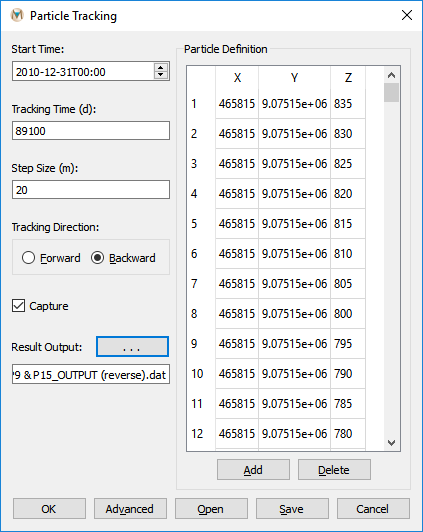 Particle Tracking
Start Time:
2010-12-31T00:00
Tracking Time (d):
89100
Step Size (m):
20
Tracking Direction:
Forward Backward
Capture
Result Output: . . .
9 & P15_OUTPUT (reverse).dat
Particle Definition
X Y Z
1 465815 9.07515e+06 835
2 465815 9.07515e+06 830
3 465815 9.07515e+06 825
4 465815 9.07515e+06 820
5 465815 9.07515e+06 815
6 465815 9.07515e+06 810
7 465815 9.07515e+06 805
8 465815 9.07515e+06 800
9 465815 9.07515e+06 795
10 465815 9.07515e+06 790
11 465815 9.07515e+06 785
12 465815 9.07515e+06 780
Add Delete
OK Advanced Open Save Cancel